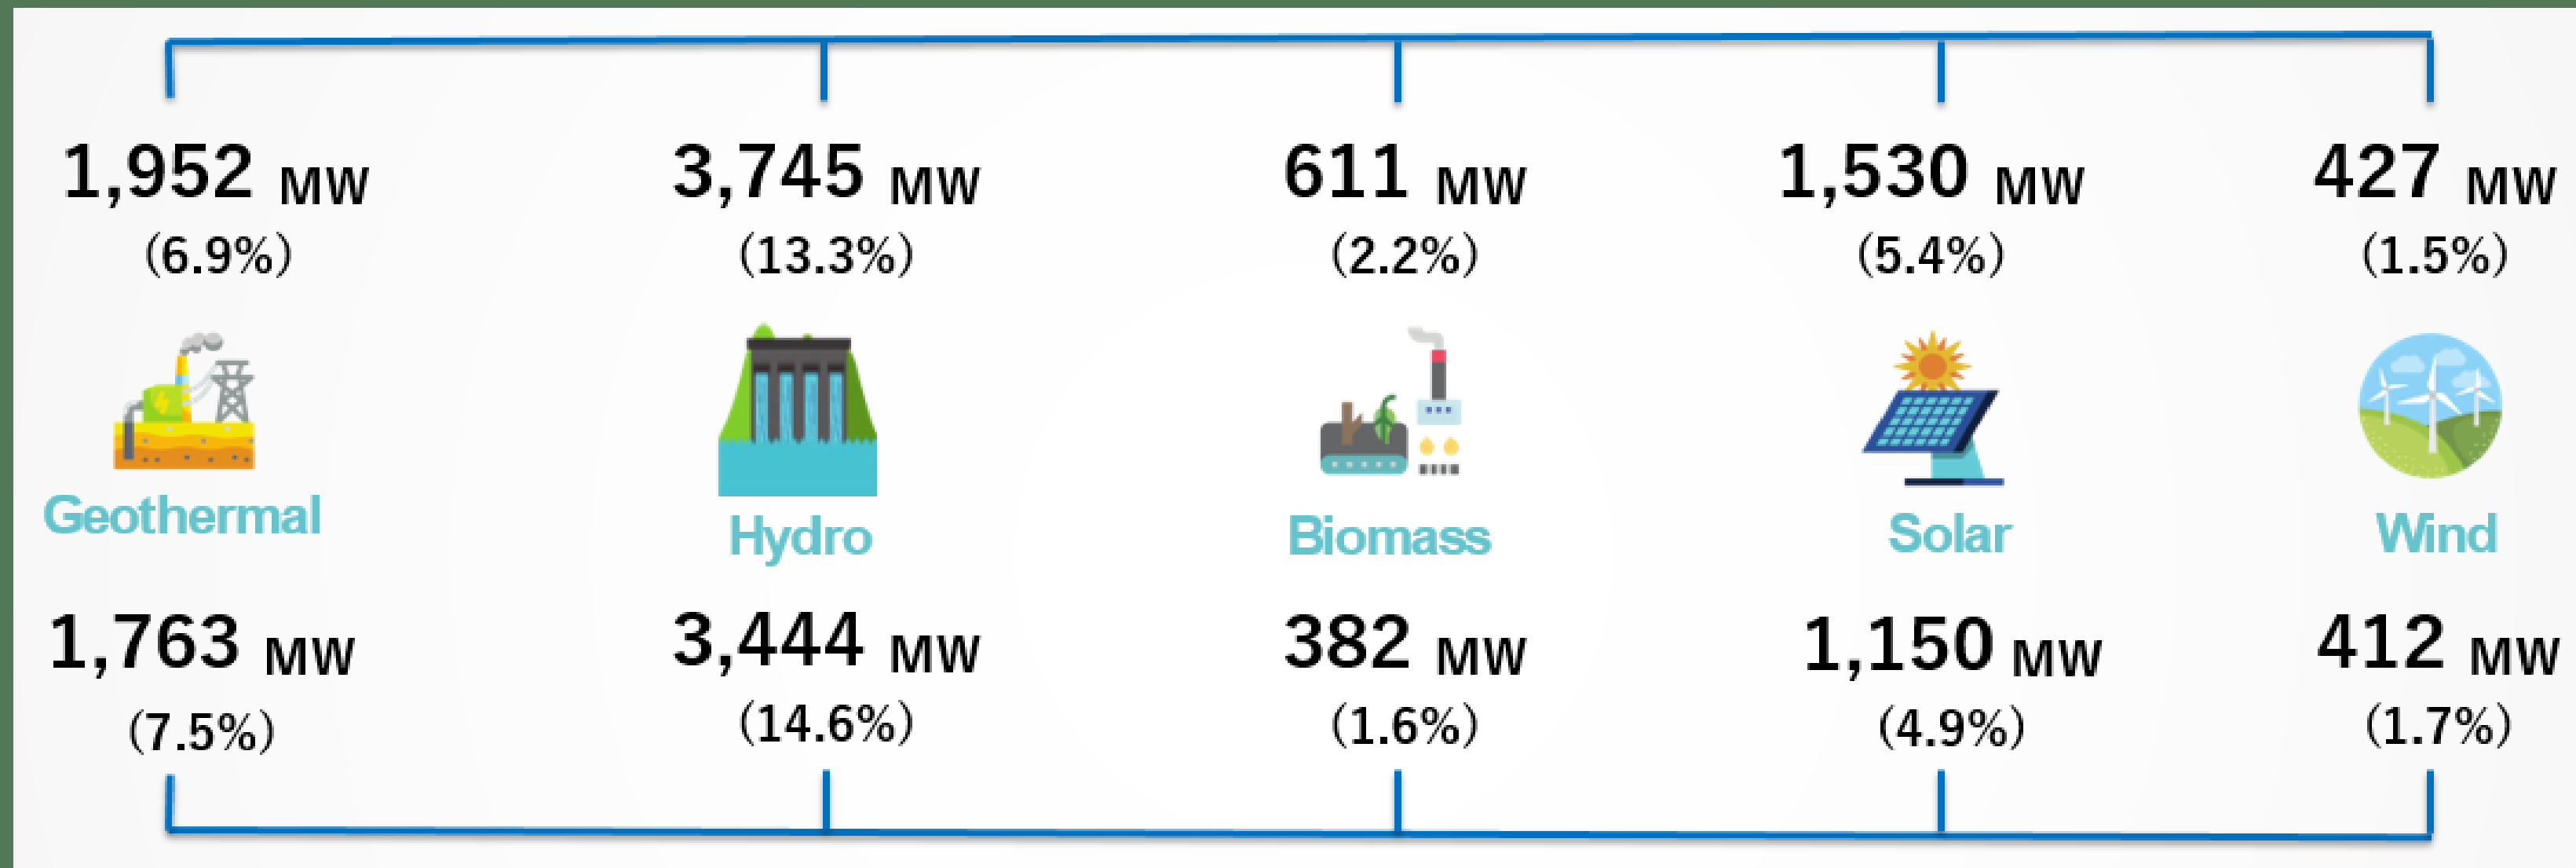 1,952 MW
(6.9%)
3,745 MW
(13.3%)
611 MW
(2.2%)
1,530 MW
(5.4%)
427 MW
(1.5%)
Geothermal
Hydro
Biomass
Solar
Wind
1,763 MW
(7.5%)
3,444 MW
(14.6%)
382 MW
(1.6%)
1,150 MW
(4.9%)
412 MW
(1.7%)